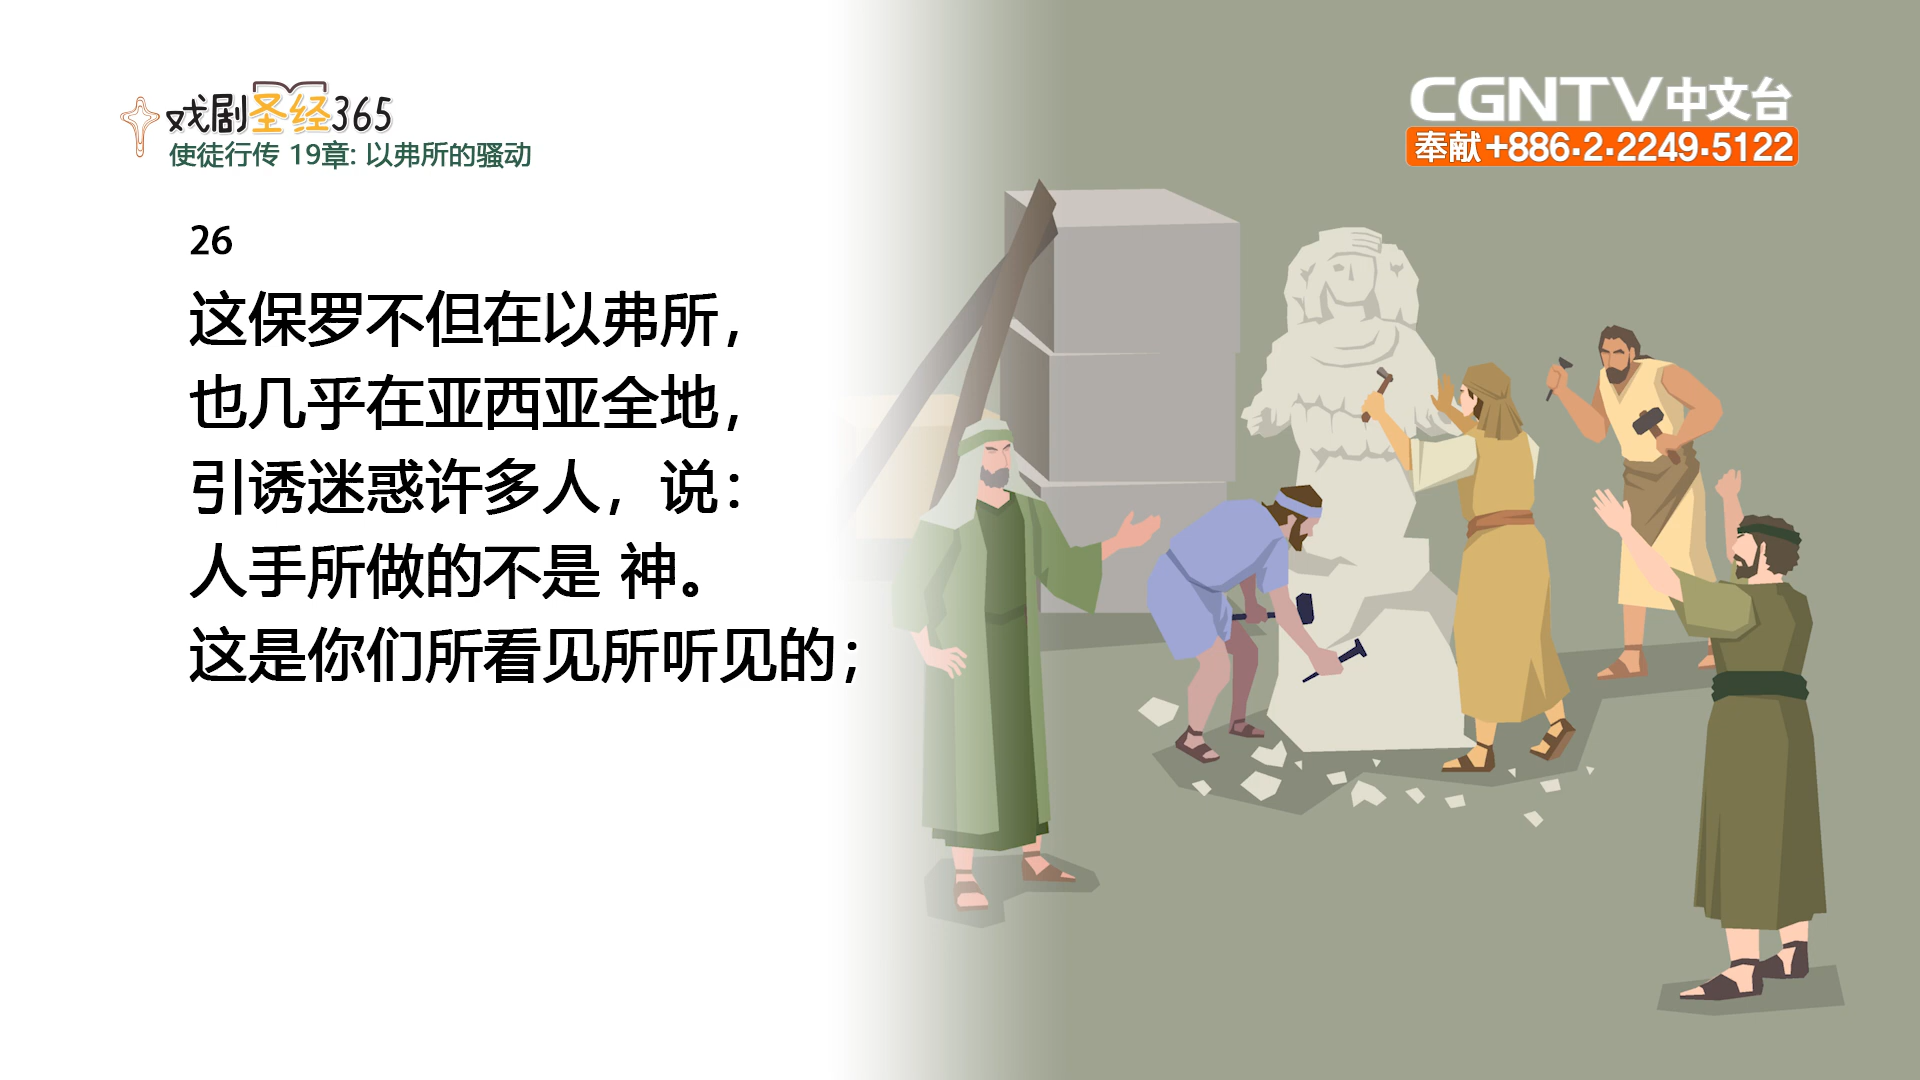 戏剧圣经365
使徒行传 19章: 以弗所的骚动
CGNTV中文台
奉献+886·2·2249·5122
26
这保罗不但在以弗所，
也几乎在亚西亚全地，
引诱迷惑许多人，说：
人手所做的不是 神。
这是你们所看见所听见的；